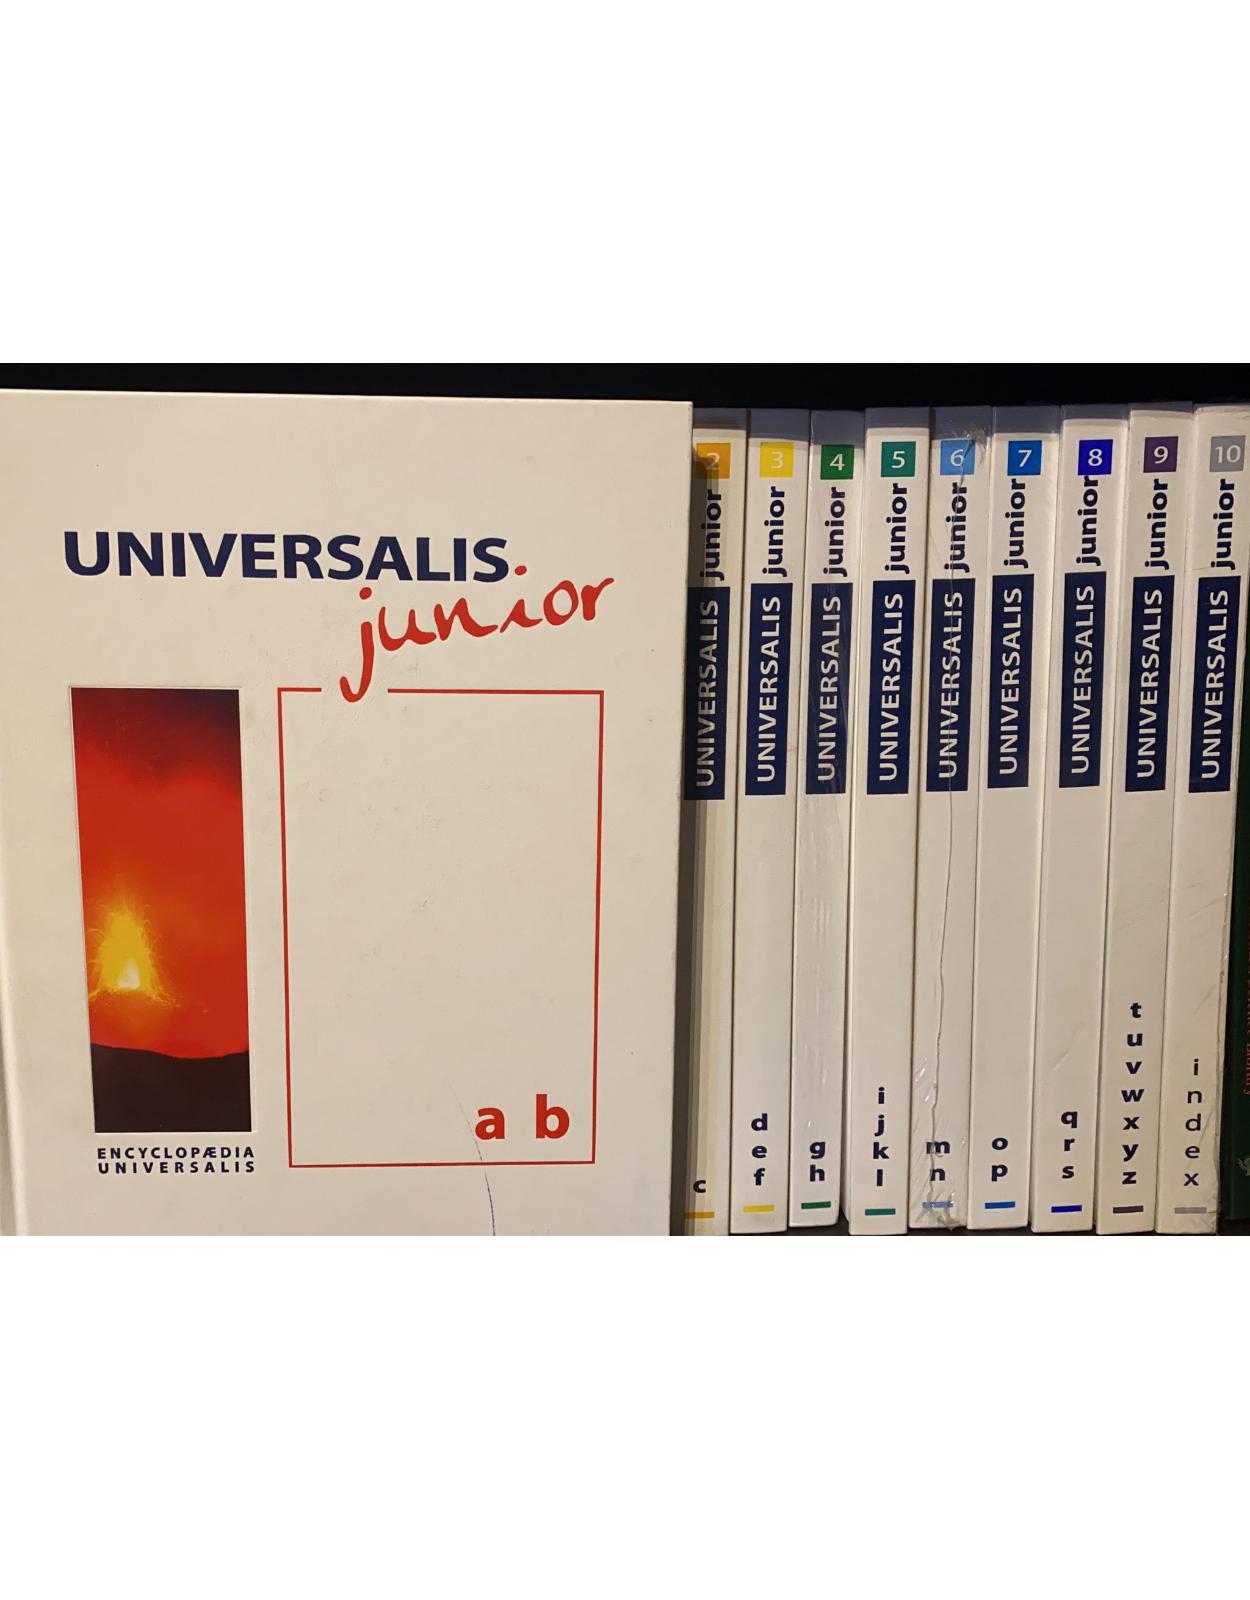 UNIVERSALIS
junior
a b
ENCYCLOPÆDIA
UNIVERSALIS
2
UNIVERSALIS junior
c
3
UNIVERSALIS junior
d
e
f
4
UNIVERSALIS junior
g
h
5
UNIVERSALIS junior
i
j
k
l
6
UNIVERSALIS junior
m
n
7
UNIVERSALIS junior
o
p
8
UNIVERSALIS junior
q
r
s
9
UNIVERSALIS junior
t
u
v
w
x
y
z
10
UNIVERSALIS junior
i
n
d
e
x